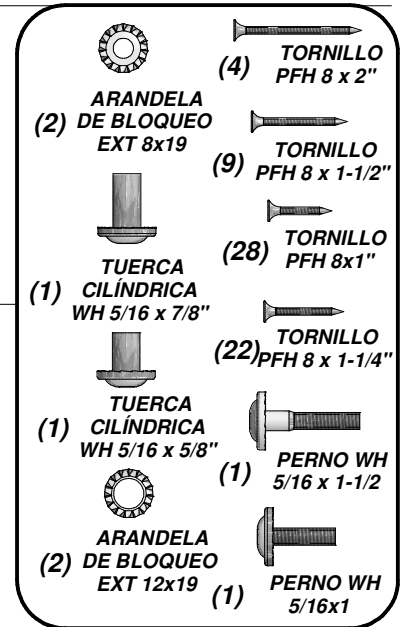 ARANDELA
(2) DE BLOQUEO
EXT 8x19
TUERCA
(1) CILÍNDRICA
WH 5/16 x 7/8"
TUERCA
(1) CILÍNDRICA
WH 5/16 x 5/8"
ARANDELA
(2) DE BLOQUEO
EXT 12x19
(4) TORNILLO
PFH 8 x 2"
(9) TORNILLO
PFH 8 x 1-1/2"
(28) TORNILLO
PFH 8x1"
TORNILLO
(22) PFH 8 x 1-1/4"
(1) PERNO WH
5/16 x 1-1/2
(1) PERNO WH
5/16x1